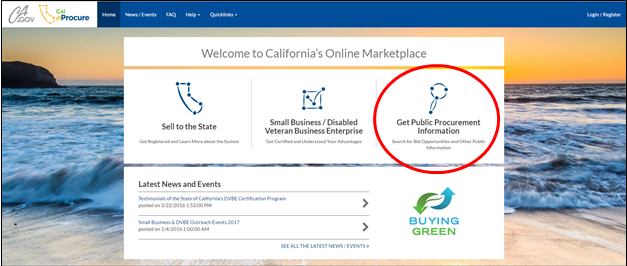 CA.GOV
Cal eProcure
Home
News / Events
FAQ
Help
Quicklinks
Login / Register
Welcome to California's Online Marketplace
Sell to the State
Get Registered and Learn More about the System
Small Business / Disabled
Veteran Business Enterprise
Get Certified and Understand Your Advantages
Get Public Procurement
Information
Search for Bid Opportunities and Other Public
Information
Latest News and Events
Testimonials of the State of California's DVBE Certification Program
posted on 3/22/2016 1:52:00 PM
Small Business & DVBE Outreach Events 2017
posted on 1/4/2016 1:00:00 AM
SEE ALL THE LATEST NEWS / EVENTS
BUYING
GREEN